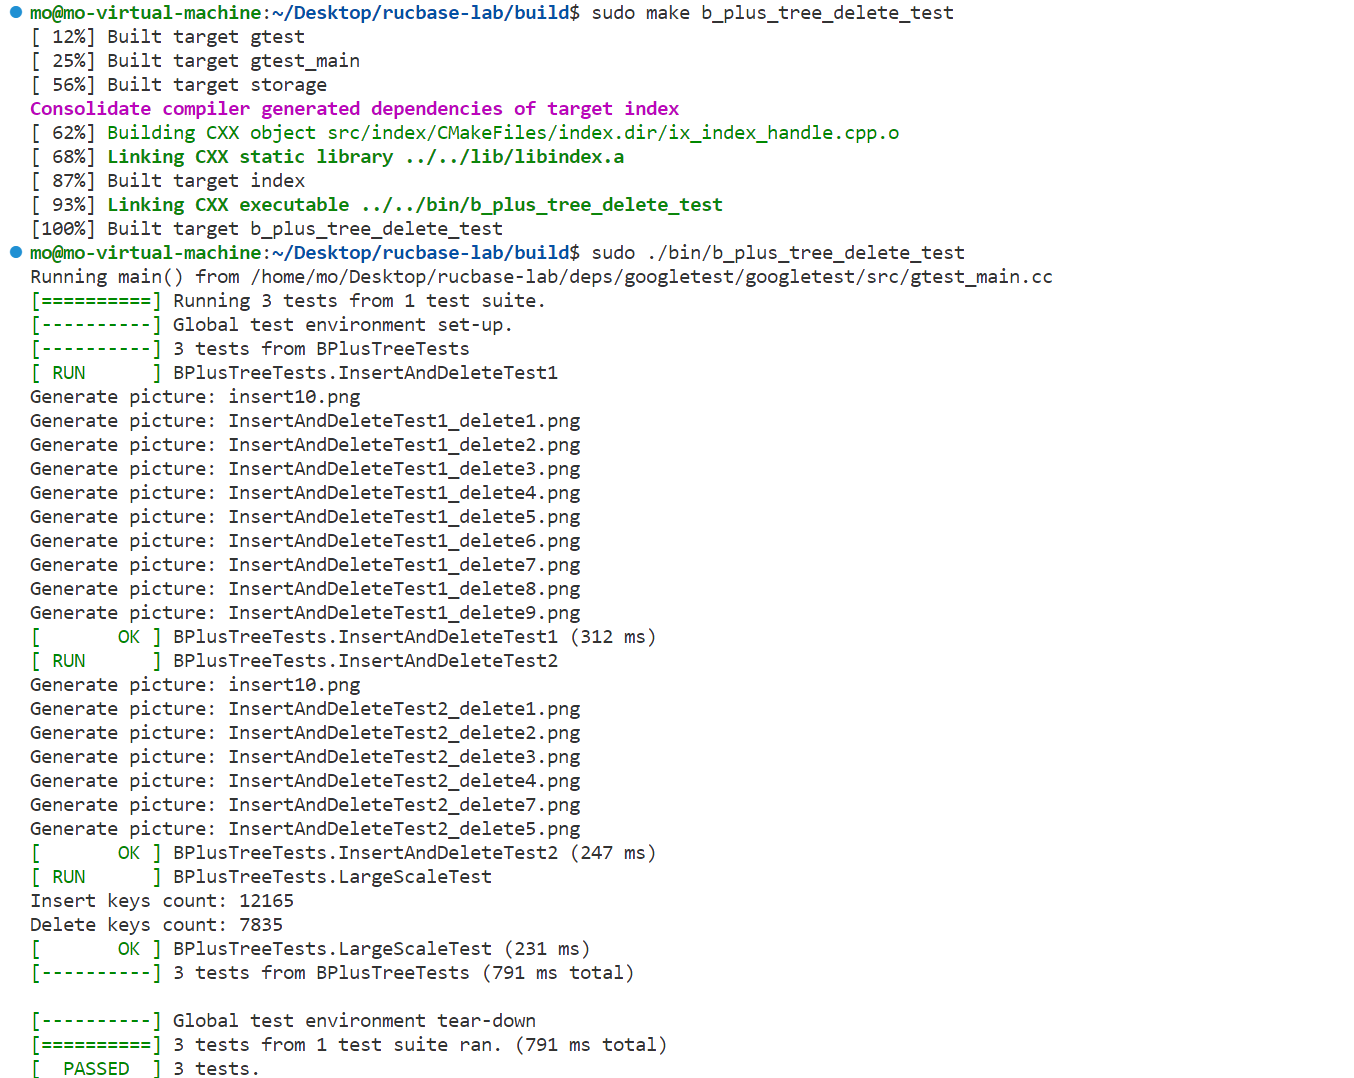 mo@mo-virtual-machine:~/Desktop/rucbase-lab/build$ sudo make b_plus_tree_delete_test
[ 12%] Built target gtest
[ 25%] Built target gtest_main
[ 56%] Built target storage
Consolidate compiler generated dependencies of target index
[ 62%] Building CXX object src/index/CMakeFiles/index.dir/ix_index_handle.cpp.o
[ 68%] Linking CXX static library ../../lib/libindex.a
[ 87%] Built target index
[ 93%] Linking CXX executable ../../bin/b_plus_tree_delete_test
[100%] Built target b_plus_tree_delete_test
mo@mo-virtual-machine:~/Desktop/rucbase-lab/build$ sudo ./bin/b_plus_tree_delete_test
Running main() from /home/mo/Desktop/rucbase-lab/deps/googletest/googletest/src/gtest_main.cc
[==========] Running 3 tests from 1 test suite.
[----------] Global test environment set-up.
[----------] 3 tests from BPlusTreeTests
[ RUN      ] BPlusTreeTests.InsertAndDeleteTest1
Generate picture: insert10.png
Generate picture: InsertAndDeleteTest1_delete1.png
Generate picture: InsertAndDeleteTest1_delete2.png
Generate picture: InsertAndDeleteTest1_delete3.png
Generate picture: InsertAndDeleteTest1_delete4.png
Generate picture: InsertAndDeleteTest1_delete5.png
Generate picture: InsertAndDeleteTest1_delete6.png
Generate picture: InsertAndDeleteTest1_delete7.png
Generate picture: InsertAndDeleteTest1_delete8.png
Generate picture: InsertAndDeleteTest1_delete9.png
[       OK ] BPlusTreeTests.InsertAndDeleteTest1 (312 ms)
[ RUN      ] BPlusTreeTests.InsertAndDeleteTest2
Generate picture: insert10.png
Generate picture: InsertAndDeleteTest2_delete1.png
Generate picture: InsertAndDeleteTest2_delete2.png
Generate picture: InsertAndDeleteTest2_delete3.png
Generate picture: InsertAndDeleteTest2_delete4.png
Generate picture: InsertAndDeleteTest2_delete7.png
Generate picture: InsertAndDeleteTest2_delete5.png
[       OK ] BPlusTreeTests.InsertAndDeleteTest2 (247 ms)
[ RUN      ] BPlusTreeTests.LargeScaleTest
Insert keys count: 12165
Delete keys count: 7835
[       OK ] BPlusTreeTests.LargeScaleTest (231 ms)
[----------] 3 tests from BPlusTreeTests (791 ms total)
[----------] Global test environment tear-down
[==========] 3 tests from 1 test suite ran. (791 ms total)
[  PASSED  ] 3 tests.